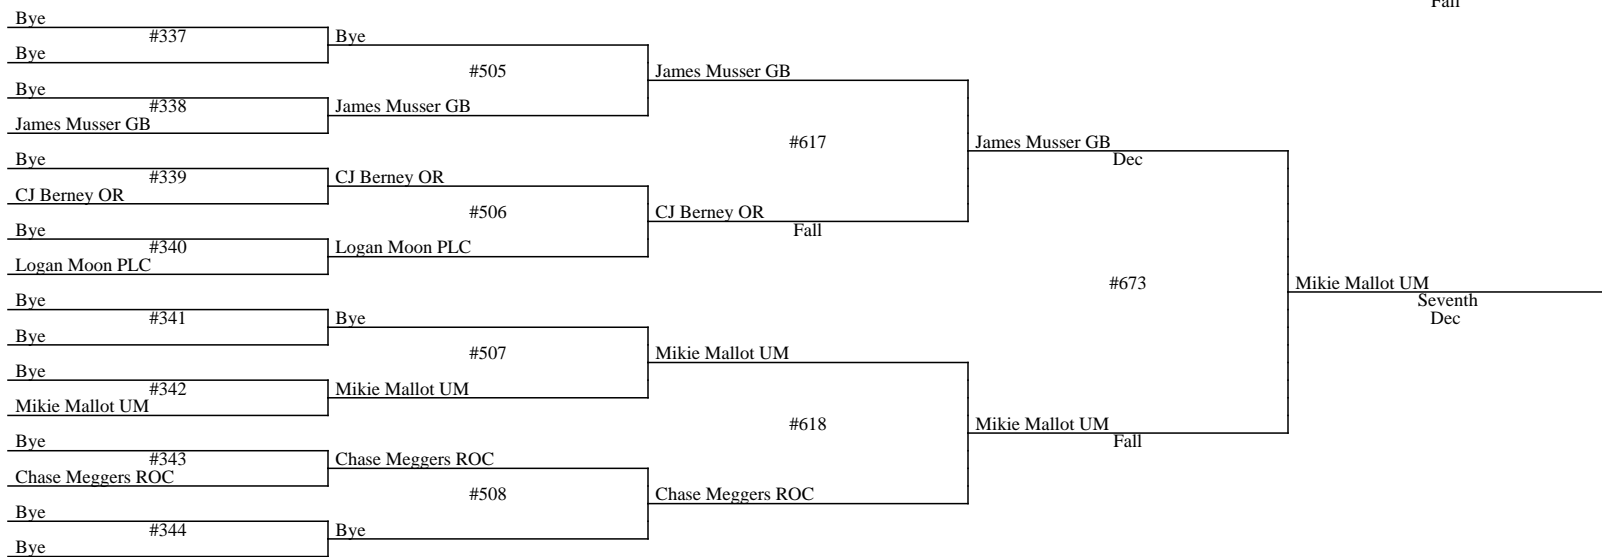 Fall
Bye
#337
Bye
Bye
#505
James Musser GB
Bye
#338
James Musser GB
James Musser GB
#617
James Musser GB
Dec
Bye
#339
CJ Berney OR
CJ Berney OR
#506
CJ Berney OR
Fall
Bye
#340
Logan Moon PLC
Logan Moon PLC
#673
Mikie Mallot UM
Seventh
Dec
Bye
#341
Bye
Bye
#507
Mikie Mallot UM
Bye
#342
Mikie Mallot UM
Mikie Mallot UM
#618
Mikie Mallot UM
Fall
Bye
#343
Chase Meggers ROC
Chase Meggers ROC
#508
Chase Meggers ROC
Bye
#344
Bye
Bye